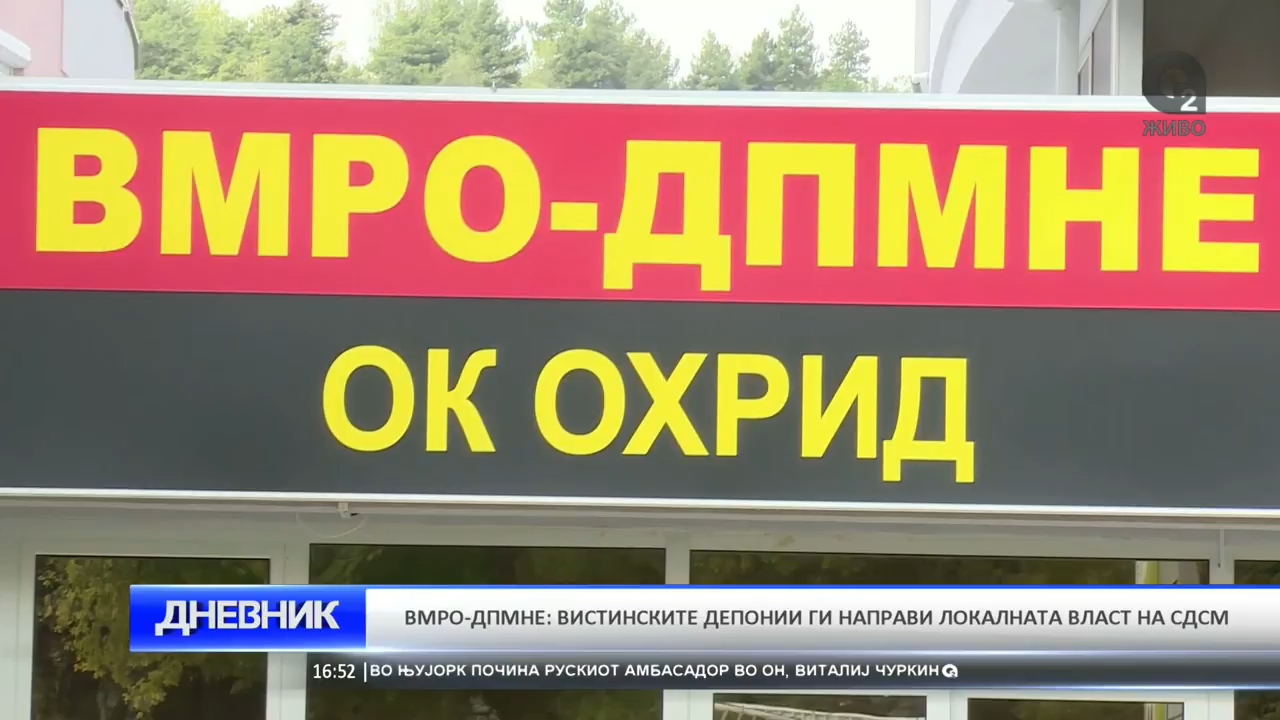 2
ЖИВО
ВМРО-ДПМНЕ
ОК ОХРИД
ДНЕВНИК
ВМРО-ДПМНЕ: ВИСТИНСКИТЕ ДЕПОНИИ ГИ НАПРАВИ ЛОКАЛНАТА ВЛАСТ НА СДСМ
16:52 ВО ЊУЈОРК ПОЧИНА РУСКИОТ АМБАСАДОР ВО ОН, ВИТАЛИЈ ЧУРКИН